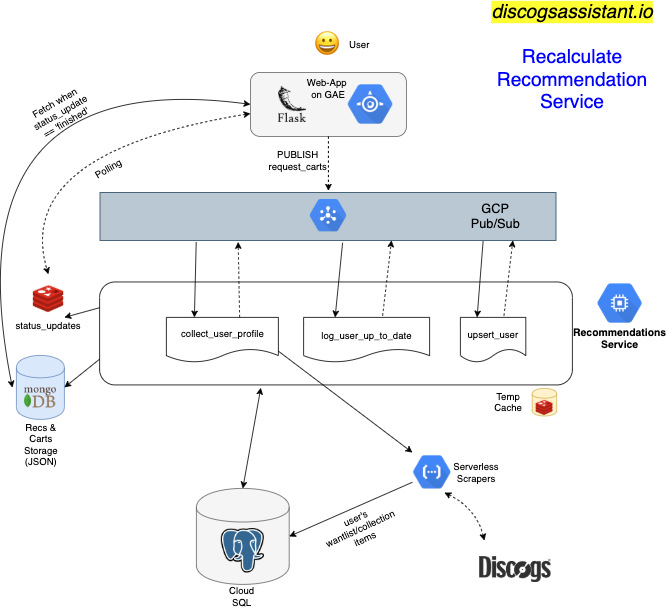 discogsassistant.io
Recalculate
Recommendation
Service
User
Web-App
on GAE
Flask
Fetch when
status_update
== 'finished'
Polling
PUBLISH
request_carts
GCP
Pub/Sub
status_updates
collect_user_profile
log_user_up_to_date
upsert_user
Recommendations
Service
mongo
DB
Recs &
Carts
Storage
(JSON)
Temp
Cache
Serverless
Scrapers
user's
wantlist/collection
items
Discogs
Cloud
SQL